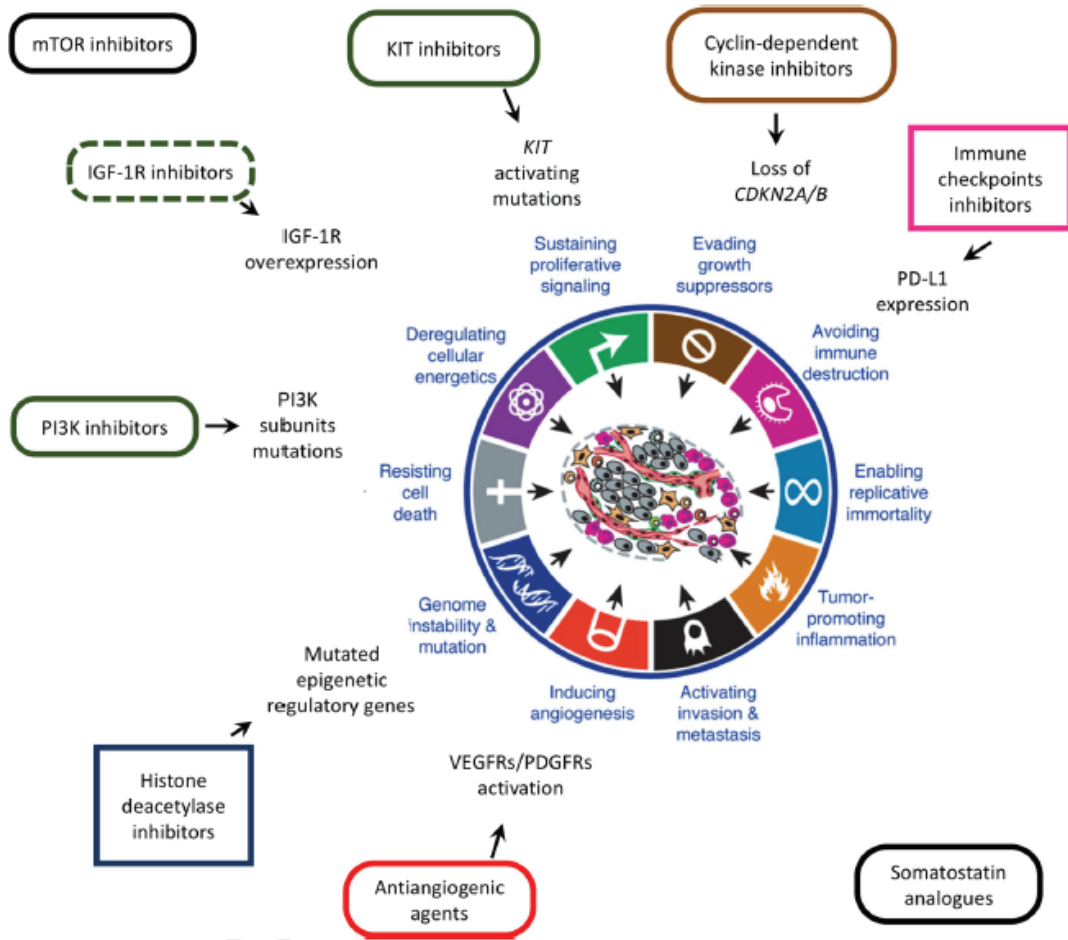 mTOR inhibitors
KIT inhibitors
Cyclin-dependent
kinase inhibitors
IGF-1R inhibitors
KIT
activating
mutations
Loss of
CDKN2A/B
Immune
checkpoints
inhibitors
IGF-1R
overexpression
Sustaining
proliferative
signaling
Evading
growth
suppressors
PD-L1
expression
Deregulating
cellular
energetics
Avoiding
immune
destruction
PI3K inhibitors
PI3K
subunits
mutations
Resisting
cell
death
Enabling
replicative
immortality
Genome
instability &
mutation
Tumor-
promoting
inflammation
Mutated
epigenetic
regulatory genes
Inducing
angiogenesis
Activating
invasion &
metastasis
Histone
deacetylase
inhibitors
VEGFRs/PDGFRs
activation
Antiangiogenic
agents
Somatostatin
analogues